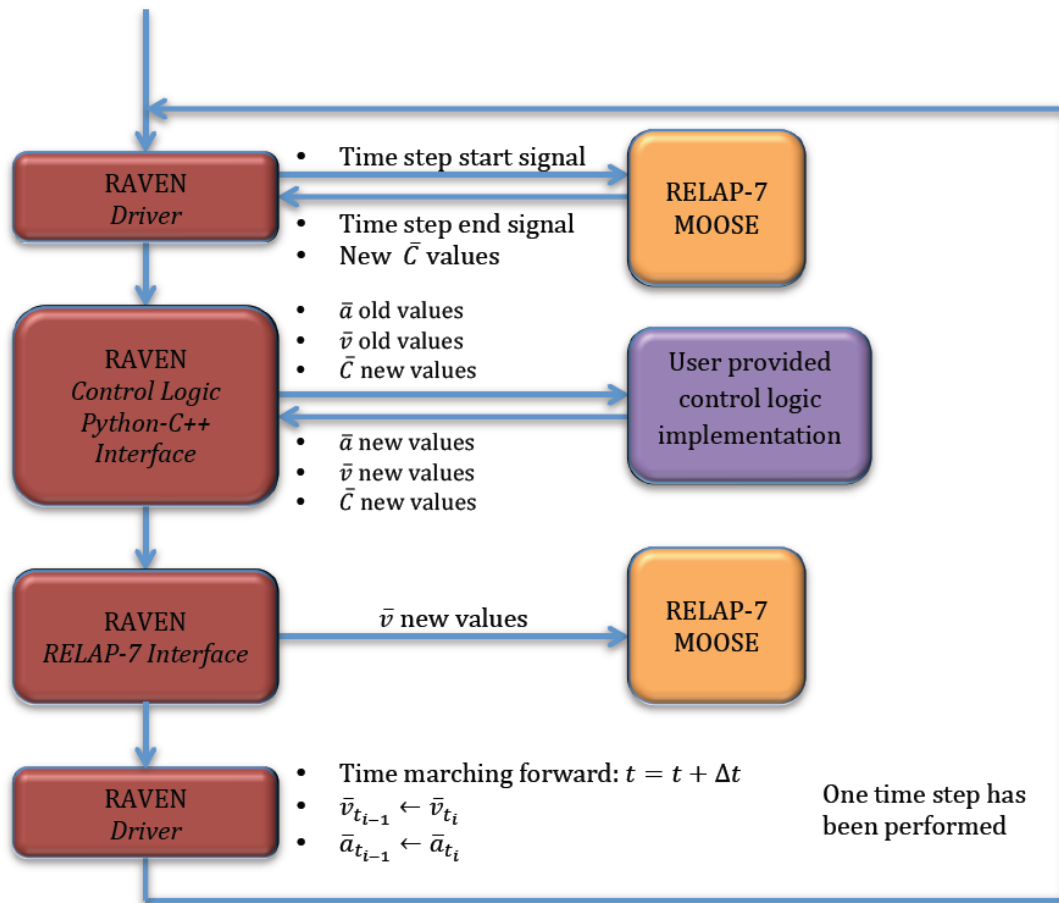 RAVEN
Driver
• Time step start signal
• Time step end signal
• New C̄ values
RELAP-7
MOOSE
RAVEN
Control Logic
Python-C++
Interface
• ā old values
• v̄ old values
• C̄ new values
• ā new values
• v̄ new values
• C̄ new values
User provided
control logic
implementation
RAVEN
RELAP-7 Interface
v̄ new values
RELAP-7
MOOSE
RAVEN
Driver
• Time marching forward: t = t + Δt
• v̄ₜᵢ₋₁ ← v̄ₜᵢ
• āₜᵢ₋₁ ← āₜᵢ
One time step has
been performed